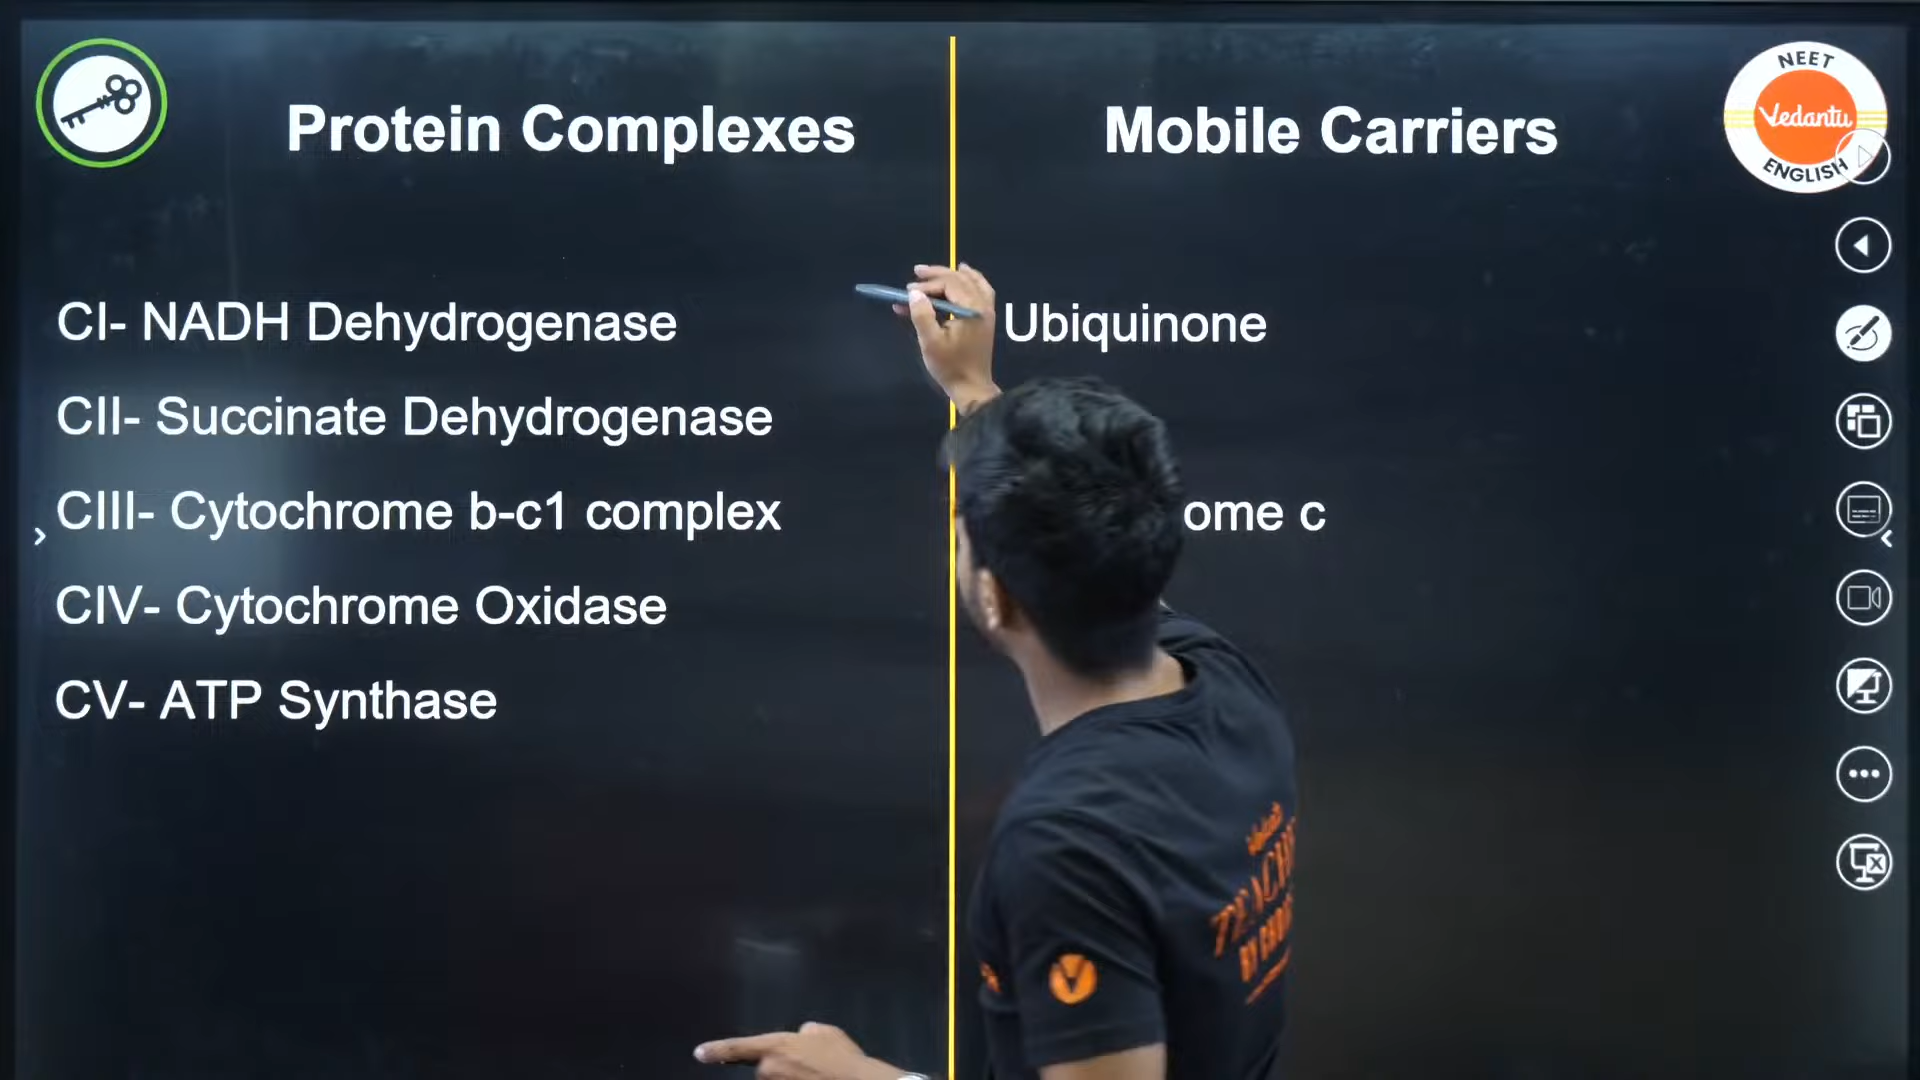 NEET
Vedantu
ENGLISH
Protein Complexes
Mobile Carriers
CI- NADH Dehydrogenase
CII- Succinate Dehydrogenase
CIII- Cytochrome b-c1 complex
CIV- Cytochrome Oxidase
CV- ATP Synthase
Ubiquinone
ome c